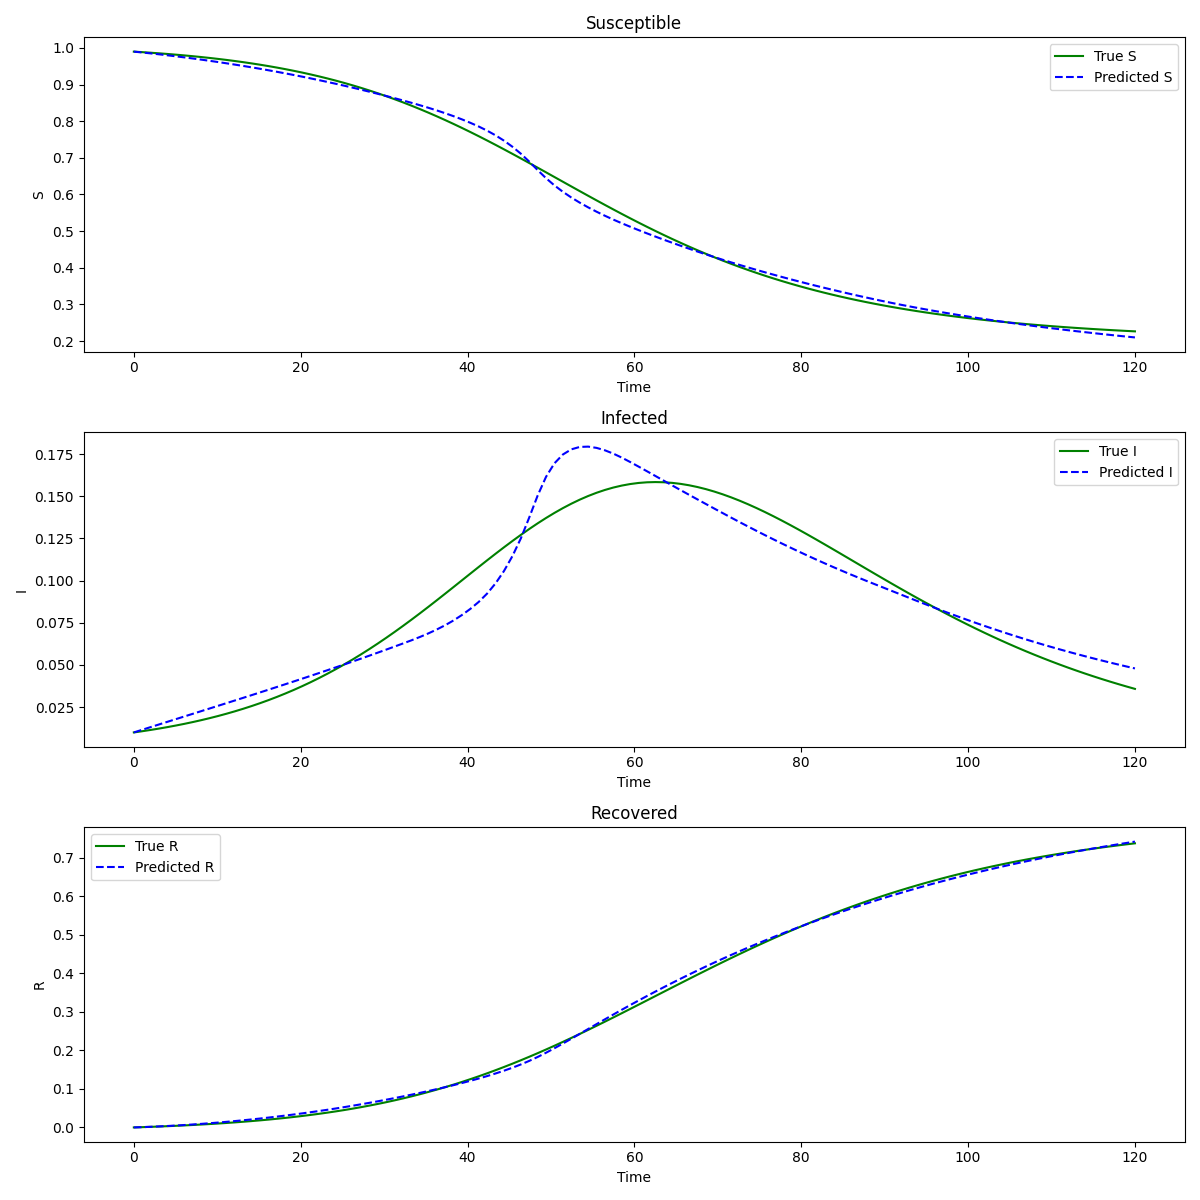 Susceptible
1.0
0.9
0.8
0.7
0.6
0.5
0.4
0.3
0.2
S
True S
Predicted S
0 20 40 60 80 100 120
Time
Infected
0.175
0.150
0.125
0.100
0.075
0.050
0.025
I
True I
Predicted I
0 20 40 60 80 100 120
Time
Recovered
0.7
0.6
0.5
0.4
0.3
0.2
0.1
0.0
R
True R
Predicted R
0 20 40 60 80 100 120
Time